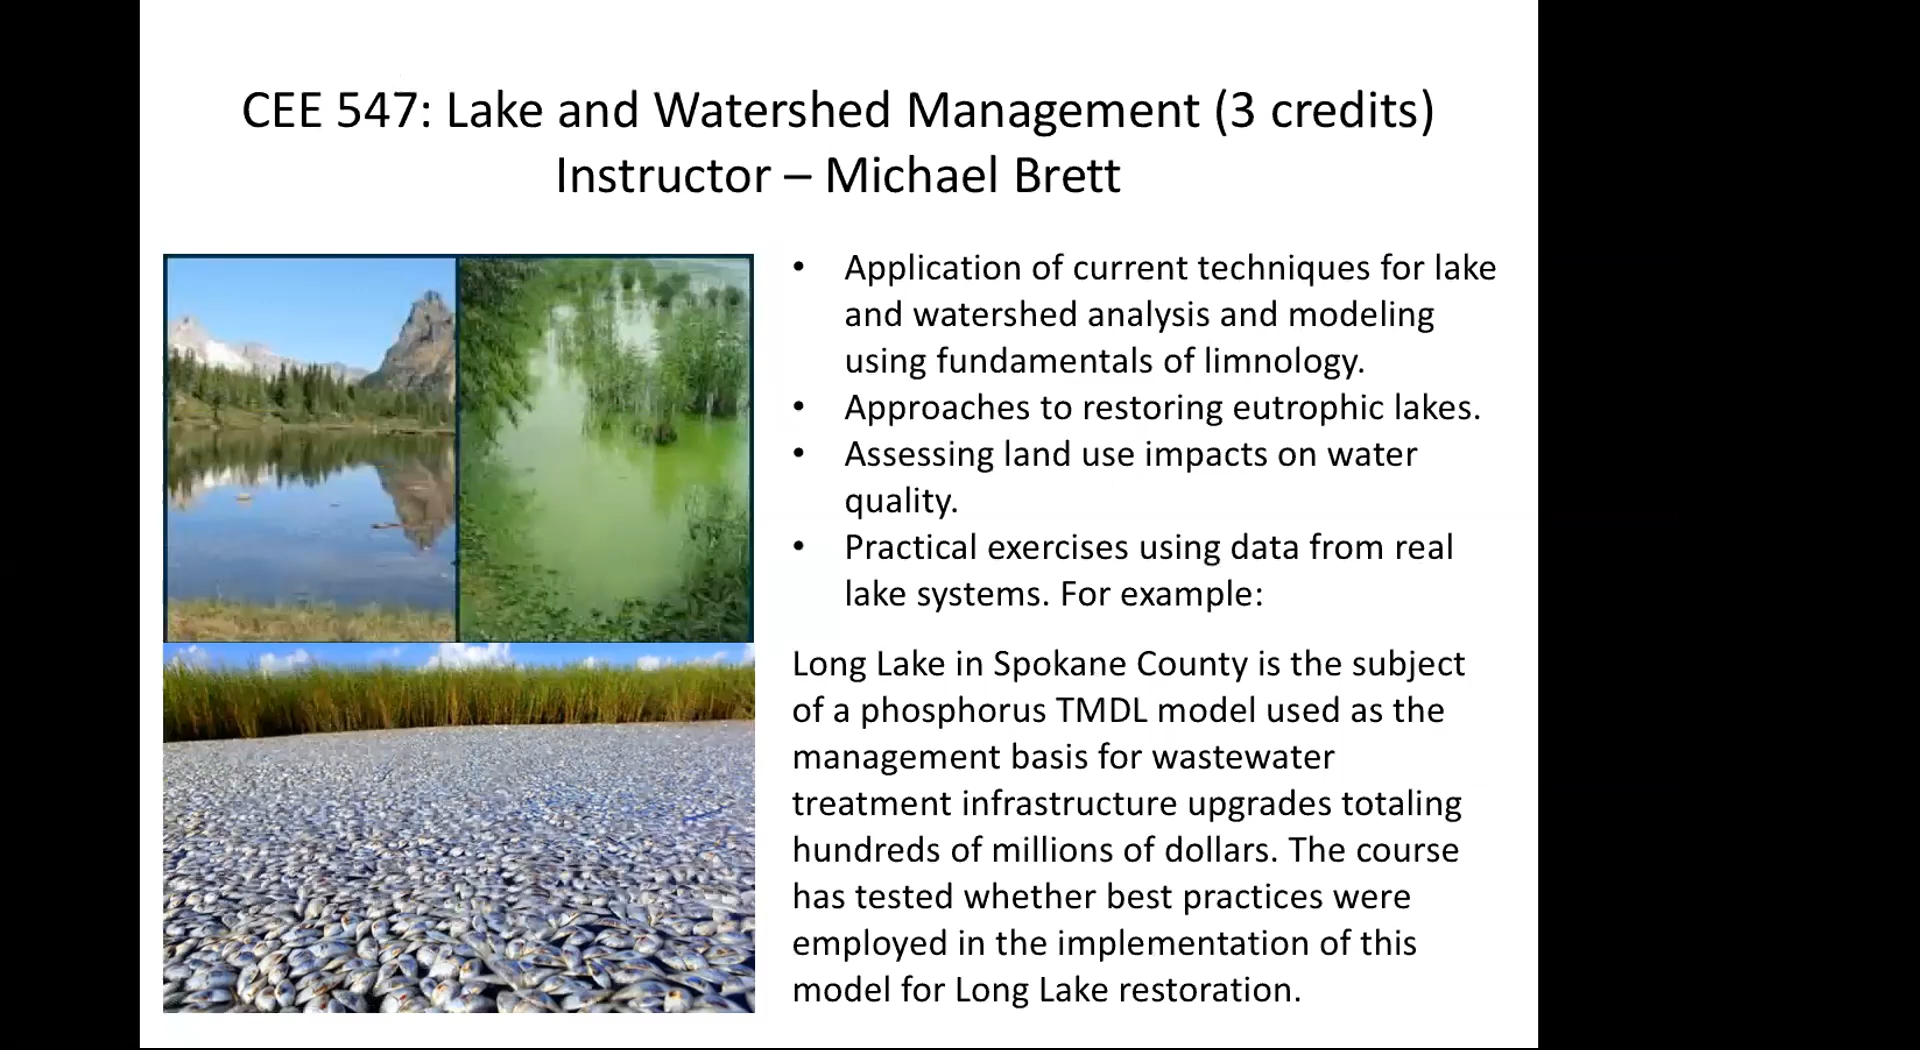 CEE 547: Lake and Watershed Management (3 credits)
Instructor – Michael Brett
• Application of current techniques for lake
and watershed analysis and modeling
using fundamentals of limnology.
• Approaches to restoring eutrophic lakes.
• Assessing land use impacts on water
quality.
• Practical exercises using data from real
lake systems. For example:
Long Lake in Spokane County is the subject
of a phosphorus TMDL model used as the
management basis for wastewater
treatment infrastructure upgrades totaling
hundreds of millions of dollars. The course
has tested whether best practices were
employed in the implementation of this
model for Long Lake restoration.